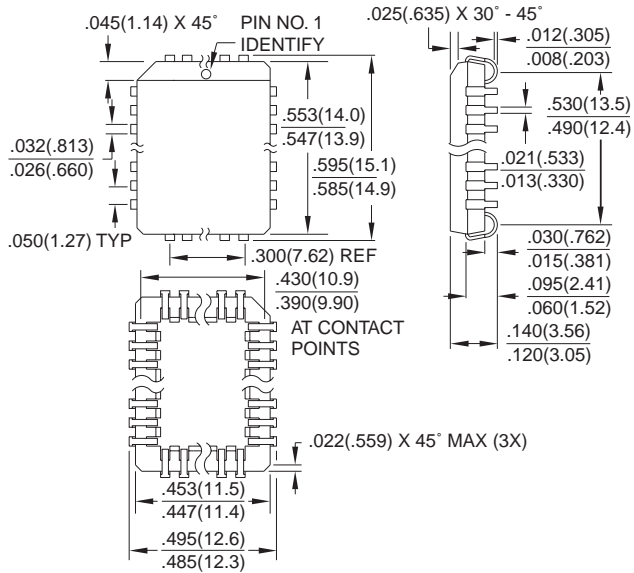 .045(1.14) X 45˚
PIN NO. 1
IDENTIFY
.025(.635) X 30˚ - 45˚
.012(.305)
.008(.203)
.553(14.0)
.547(13.9)
.530(13.5)
.490(12.4)
.032(.813)
.026(.660)
.595(15.1)
.585(14.9)
.021(.533)
.013(.330)
.050(1.27) TYP
.300(7.62) REF
.030(.762)
.015(.381)
.430(10.9)
.390(9.90)
AT CONTACT
POINTS
.095(2.41)
.060(1.52)
.140(3.56)
.120(3.05)
.022(.559) X 45˚ MAX (3X)
.453(11.5)
.447(11.4)
.495(12.6)
.485(12.3)